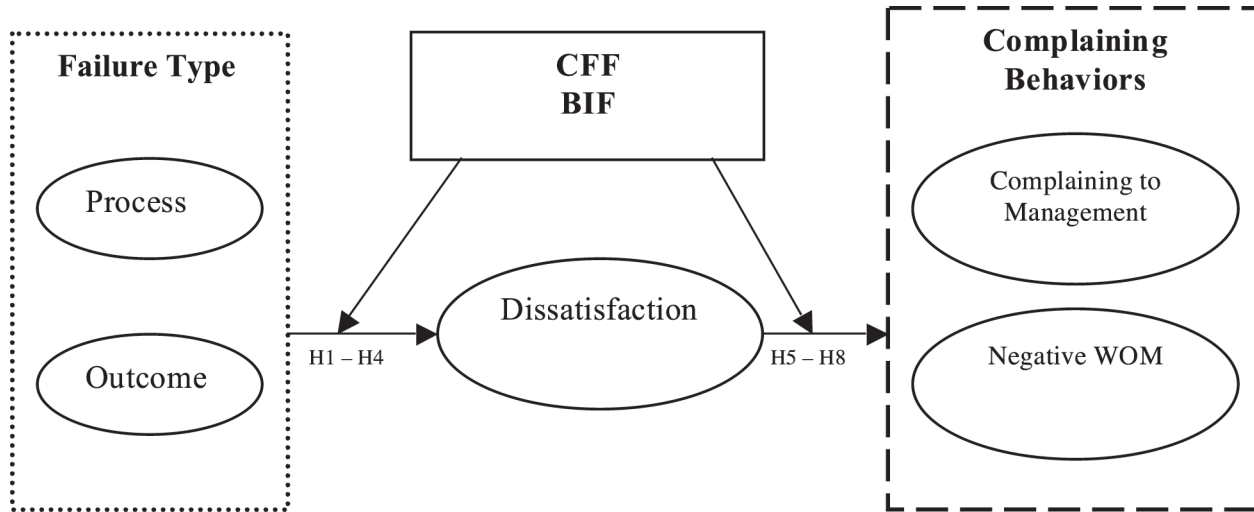 Failure Type
Process
Outcome
CFF
BIF
H1 – H4
Dissatisfaction
H5 – H8
Complaining
Behaviors
Complaining to
Management
Negative WOM